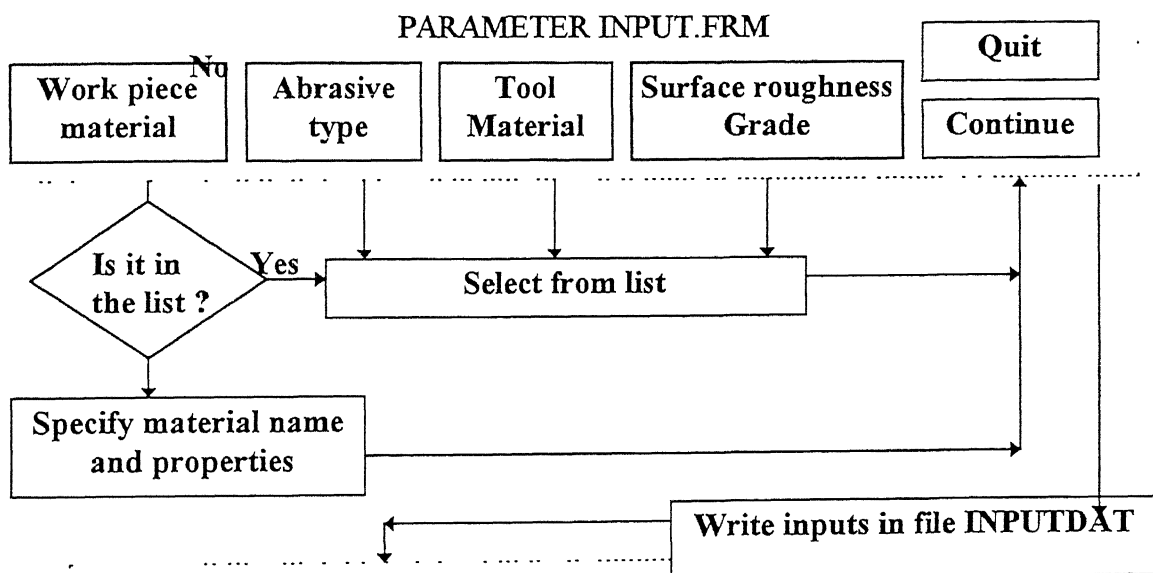 PARAMETER INPUT.FRM
Quit
No
Work piece
material
Abrasive
type
Tool
Material
Surface roughness
Grade
Continue
Is it in
the list ?
Yes
Select from list
Specify material name
and properties
Write inputs in file INPUTDAT